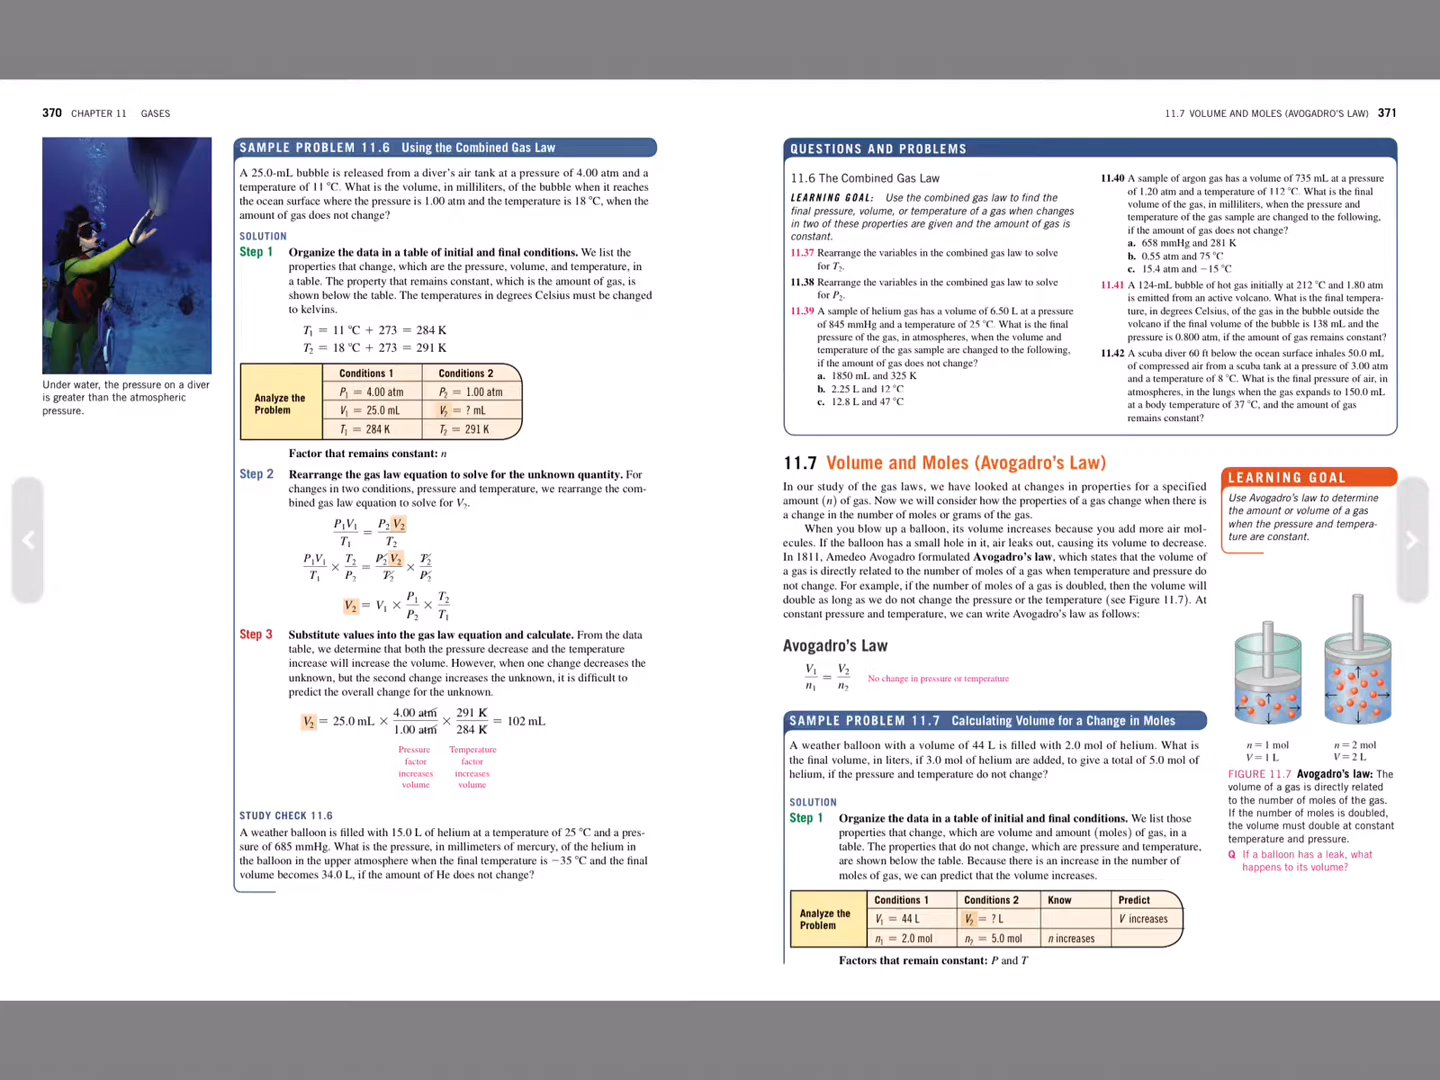 370 CHAPTER 11 GASES
Under water, the pressure on a diver
is greater than the atmospheric
pressure.
SAMPLE PROBLEM 11.6 Using the Combined Gas Law
A 25.0-mL bubble is released from a diver's air tank at a pressure of 4.00 atm and a
temperature of 11 °C. What is the volume, in milliliters, of the bubble when it reaches
the ocean surface where the pressure is 1.00 atm and the temperature is 18 °C, when the
amount of gas does not change?
SOLUTION
Step 1 Organize the data in a table of initial and final conditions. We list the
properties that change, which are the pressure, volume, and temperature, in
a table. The property that remains constant, which is the amount of gas, is
shown below the table. The temperatures in degrees Celsius must be changed
to kelvins.
T₁ = 11 °C + 273 = 284 K
T₂ = 18 °C + 273 = 291 K
Conditions 1 Conditions 2
Analyze the Problem P₁ = 4.00 atm P₂ = 1.00 atm
V₁ = 25.0 mL V₂ = ? mL
T₁ = 284 K T₂ = 291 K
Factor that remains constant: n
Step 2 Rearrange the gas law equation to solve for the unknown quantity. For
changes in two conditions, pressure and temperature, we rearrange the com-
bined gas law equation to solve for V₂.
P₁V₁/T₁ = P₂V₂/T₂
P₁V₁/T₁ × T₂/P₂ = P₂V₂/T₂ × T₂/P₂
V₂ = V₁ × P₁/P₂ × T₂/T₁
Step 3 Substitute values into the gas law equation and calculate. From the data
table, we determine that both the pressure decrease and the temperature
increase will increase the volume. However, when one change decreases the
unknown, but the second change increases the unknown, it is difficult to
predict the overall change for the unknown.
V₂ = 25.0 mL × 4.00 atm/1.00 atm × 291 K/284 K = 102 mL
Pressure Temperature
factor factor
increases increases
volume volume
STUDY CHECK 11.6
A weather balloon is filled with 15.0 L of helium at a temperature of 25 °C and a pres-
sure of 685 mmHg. What is the pressure, in millimeters of mercury, of the helium in
the balloon in the upper atmosphere when the final temperature is −35 °C and the final
volume becomes 34.0 L, if the amount of He does not change?
11.7 VOLUME AND MOLES (AVOGADRO'S LAW) 371
QUESTIONS AND PROBLEMS
11.6 The Combined Gas Law
LEARNING GOAL: Use the combined gas law to find the
final pressure, volume, or temperature of a gas when changes
in two of these properties are given and the amount of gas is
constant.
11.37 Rearrange the variables in the combined gas law to solve
for T₂.
11.38 Rearrange the variables in the combined gas law to solve
for P₂.
11.39 A sample of helium gas has a volume of 6.50 L at a pressure
of 845 mmHg and a temperature of 25 °C. What is the final
pressure of the gas, in atmospheres, when the volume and
temperature of the gas sample are changed to the following,
if the amount of gas does not change?
a. 1850 mL and 325 K
b. 2.25 L and 12 °C
c. 12.8 L and 47 °C
11.40 A sample of argon gas has a volume of 735 mL at a pressure
of 1.20 atm and a temperature of 112 °C. What is the final
volume of the gas, in milliliters, when the pressure and
temperature of the gas sample are changed to the following,
if the amount of gas does not change?
a. 658 mmHg and 281 K
b. 0.55 atm and 75 °C
c. 15.4 atm and −15 °C
11.41 A 124-mL bubble of hot gas initially at 212 °C and 1.80 atm
is emitted from an active volcano. What is the final tempera-
ture, in degrees Celsius, of the gas in the bubble outside the
volcano if the final volume of the bubble is 138 mL and the
pressure is 0.800 atm, if the amount of gas remains constant?
11.42 A scuba diver 60 ft below the ocean surface inhales 50.0 mL
of compressed air from a scuba tank at a pressure of 3.00 atm
and a temperature of 8 °C. What is the final pressure of air, in
atmospheres, in the lungs when the gas expands to 150.0 mL
at a body temperature of 37 °C, and the amount of gas
remains constant?
11.7 Volume and Moles (Avogadro's Law)
In our study of the gas laws, we have looked at changes in properties for a specified
amount (n) of gas. Now we will consider how the properties of a gas change when there is
a change in the number of moles or grams of the gas.
When you blow up a balloon, its volume increases because you add more air mol-
ecules. If the balloon has a small hole in it, air leaks out, causing its volume to decrease.
In 1811, Amedeo Avogadro formulated Avogadro's law, which states that the volume of
a gas is directly related to the number of moles of a gas when temperature and pressure do
not change. For example, if the number of moles of a gas is doubled, then the volume will
double as long as we do not change the pressure or the temperature (see Figure 11.7). At
constant pressure and temperature, we can write Avogadro's law as follows:
Avogadro's Law
V₁/n₁ = V₂/n₂ No change in pressure or temperature
SAMPLE PROBLEM 11.7 Calculating Volume for a Change in Moles
A weather balloon with a volume of 44 L is filled with 2.0 mol of helium. What is
the final volume, in liters, if 3.0 mol of helium are added, to give a total of 5.0 mol of
helium, if the pressure and temperature do not change?
SOLUTION
Step 1 Organize the data in a table of initial and final conditions. We list those
properties that change, which are volume and amount (moles) of gas, in a
table. The properties that do not change, which are pressure and temperature,
are shown below the table. Because there is an increase in the number of
moles of gas, we can predict that the volume increases.
Conditions 1 Conditions 2 Know Predict
Analyze the Problem V₁ = 44 L V₂ = ? L V increases
n₁ = 2.0 mol n₂ = 5.0 mol n increases
Factors that remain constant: P and T
LEARNING GOAL
Use Avogadro's law to determine
the amount or volume of a gas
when the pressure and tempera-
ture are constant.
n = 1 mol n = 2 mol
V = 1 L V = 2 L
FIGURE 11.7 Avogadro's law: The
volume of a gas is directly related
to the number of moles of the gas.
If the number of moles is doubled,
the volume must double at constant
temperature and pressure.
Q If a balloon has a leak, what
happens to its volume?